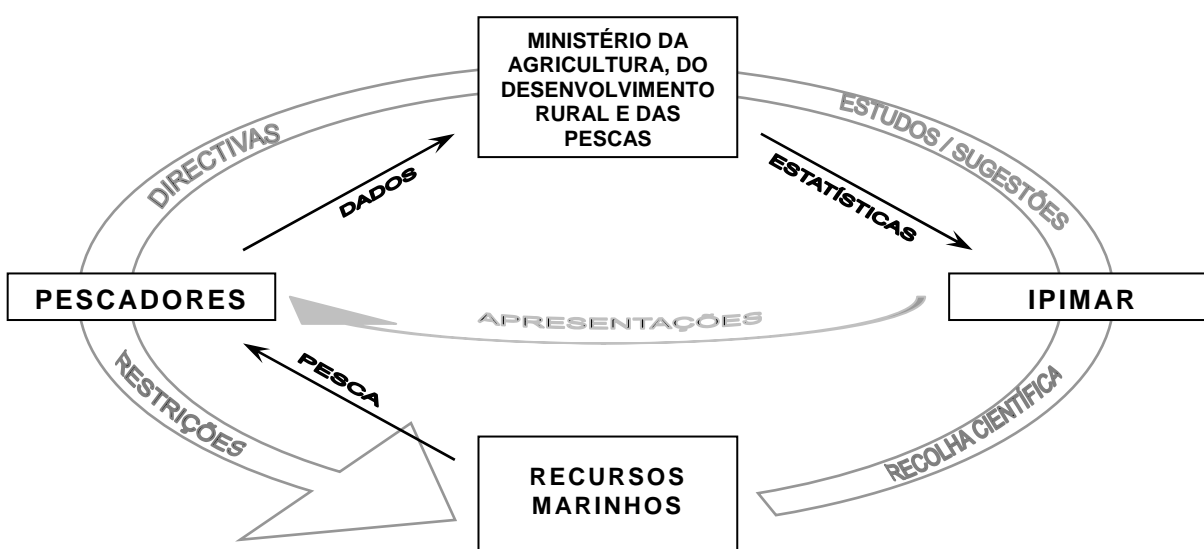 MINISTÉRIO DA
AGRICULTURA, DO
DESENVOLVIMENTO
RURAL E DAS
PESCAS
DIRECTIVAS
DADOS
ESTATÍSTICAS
ESTUDOS / SUGESTÕES
PESCADORES
APRESENTAÇÕES
IPIMAR
RESTRIÇÕES
PESCA
RECURSOS
MARINHOS
RECOLHA CIENTÍFICA